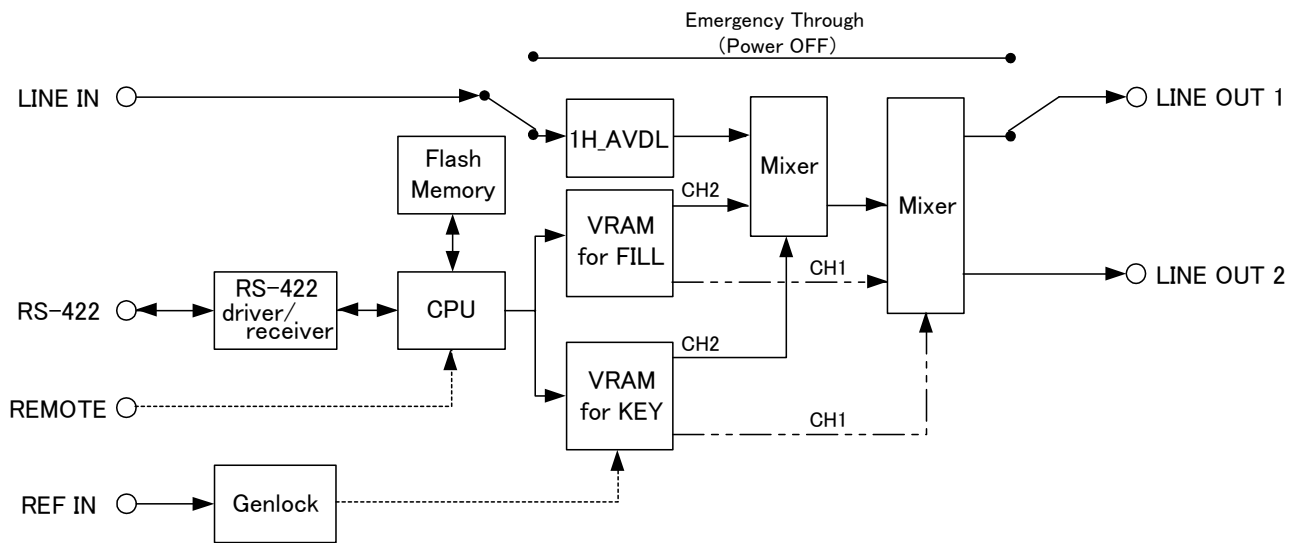 Emergency Through
(Power OFF)
LINE IN
LINE OUT 1
1H_AVDL
Mixer
Mixer
Flash
Memory
CH2
VRAM
for FILL
CH1
LINE OUT 2
RS-422
RS-422
driver/
receiver
CPU
CH2
VRAM
for KEY
CH1
REMOTE
REF IN
Genlock